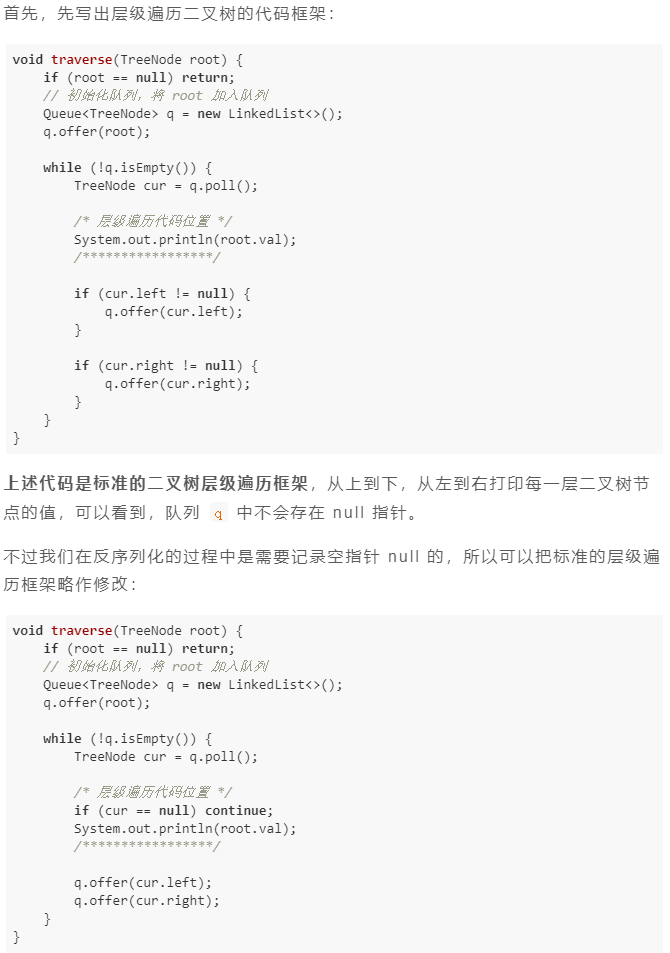 首先，先写出层级遍历二叉树的代码框架：
void traverse(TreeNode root) {
    if (root == null) return;
    // 初始化队列，将 root 加入队列
    Queue<TreeNode> q = new LinkedList<>();
    q.offer(root);

    while (!q.isEmpty()) {
        TreeNode cur = q.poll();

        /* 层级遍历代码位置 */
        System.out.println(root.val);
        /*****************/

        if (cur.left != null) {
            q.offer(cur.left);
        }

        if (cur.right != null) {
            q.offer(cur.right);
        }
    }
}
上述代码是标准的二叉树层级遍历框架，从上到下，从左到右打印每一层二叉树节
点的值，可以看到，队列 q 中不会存在 null 指针。
不过我们在反序列化的过程中是需要记录空指针 null 的，所以可以把标准的层级遍
历框架略作修改：
void traverse(TreeNode root) {
    if (root == null) return;
    // 初始化队列，将 root 加入队列
    Queue<TreeNode> q = new LinkedList<>();
    q.offer(root);

    while (!q.isEmpty()) {
        TreeNode cur = q.poll();

        /* 层级遍历代码位置 */
        if (cur == null) continue;
        System.out.println(root.val);
        /*****************/

        q.offer(cur.left);
        q.offer(cur.right);
    }
}